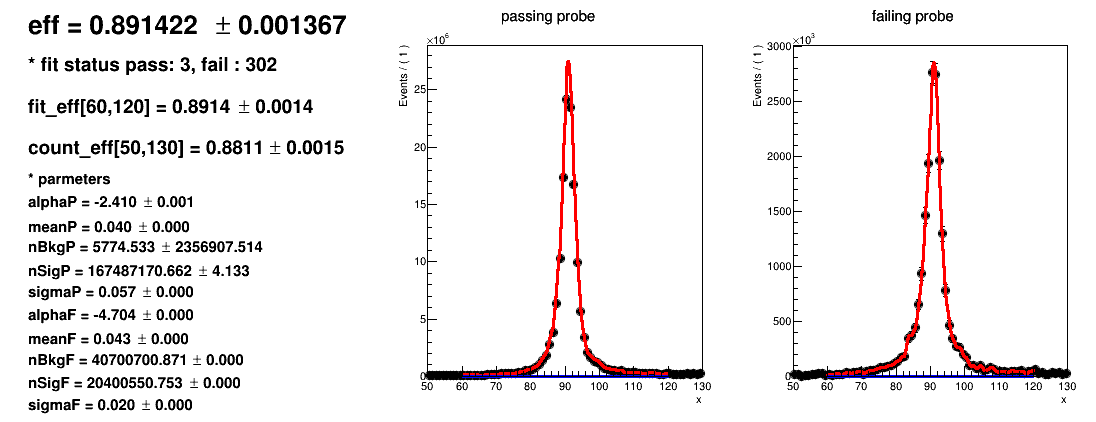 eff = 0.891422 ± 0.001367
* fit status pass: 3, fail : 302
fit_eff[60,120] = 0.8914 ± 0.0014
count_eff[50,130] = 0.8811 ± 0.0015
* parmeters
alphaP = -2.410 ± 0.001
meanP = 0.040 ± 0.000
nBkgP = 5774.533 ± 2356907.514
nSigP = 167487170.662 ± 4.133
sigmaP = 0.057 ± 0.000
alphaF = -4.704 ± 0.000
meanF = 0.043 ± 0.000
nBkgF = 40700700.871 ± 0.000
nSigF = 20400550.753 ± 0.000
sigmaF = 0.020 ± 0.000
passing probe
×10⁶
Events / ( 1 )
25
20
15
10
5
0
50 60 70 80 90 100 110 120 130
x
failing probe
×10³
Events / ( 1 )
3000
2500
2000
1500
1000
500
0
50 60 70 80 90 100 110 120 130
x